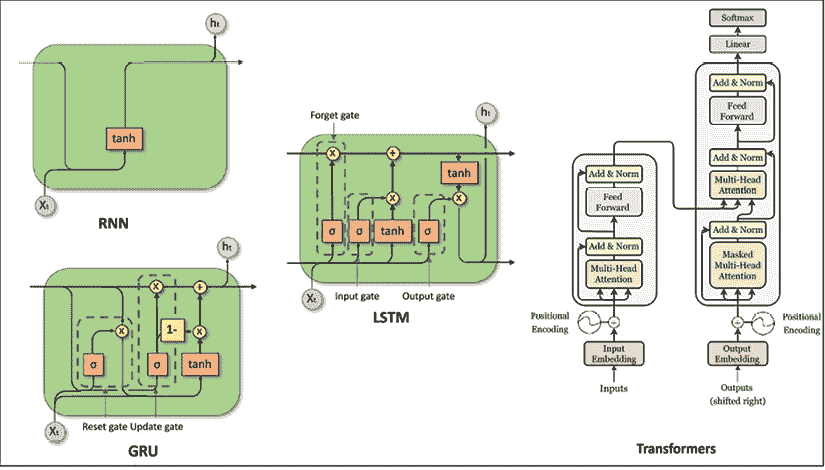 hₜ
tanh
Xₜ
RNN
hₜ
x
+
x
1-
x
σ
σ
tanh
Xₜ
Reset gate Update gate
GRU
Forget gate
hₜ
x
+
tanh
x
x
σ
σ
tanh
σ
Xₜ
Input gate
Output gate
LSTM
Add & Norm
Feed
Forward
Add & Norm
Multi-Head
Attention
Positional
Encoding
+
Input
Embedding
Inputs
Softmax
Linear
Add & Norm
Feed
Forward
Add & Norm
Multi-Head
Attention
Add & Norm
Masked
Multi-Head
Attention
+
Positional
Encoding
Output
Embedding
Outputs
(shifted right)
Transformers